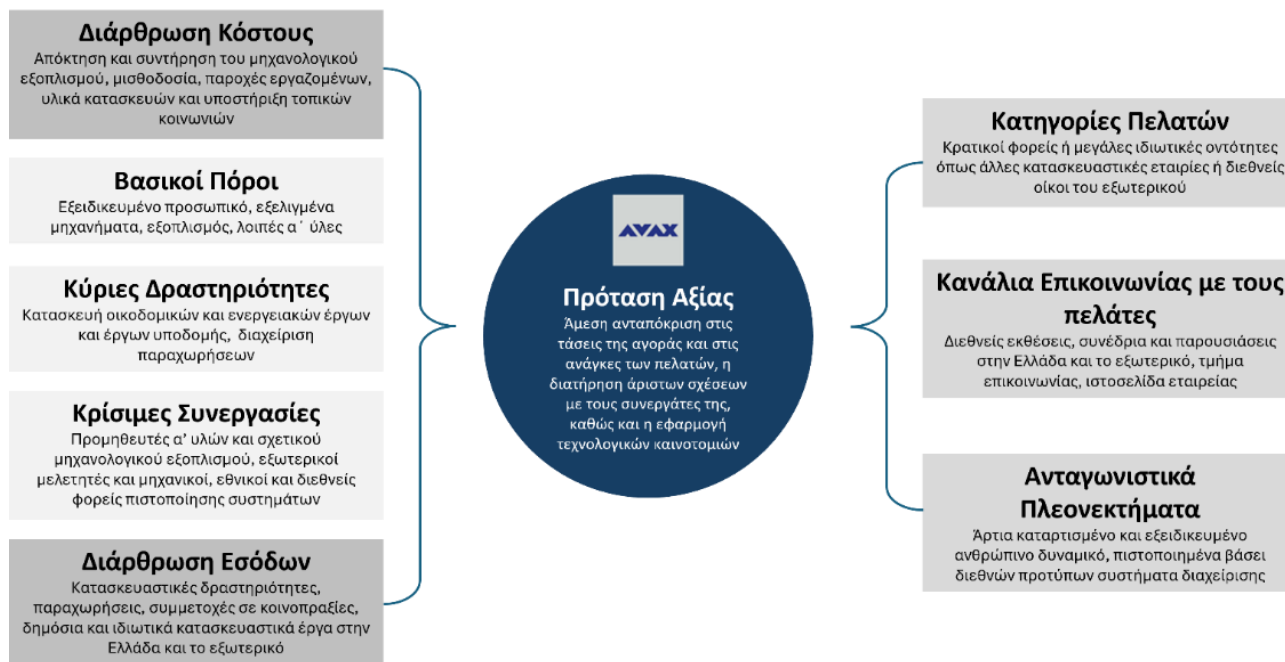 Διάρθρωση Κόστους
Απόκτηση και συντήρηση του μηχανολογικού
εξοπλισμού, μισθοδοσία, παροχές εργαζομένων,
υλικά κατασκευών και υποστήριξη τοπικών
κοινωνιών
Βασικοί Πόροι
Εξειδικευμένο προσωπικό, εξελιγμένα
μηχανήματα, εξοπλισμός, λοιπές α΄ ύλες
Κύριες Δραστηριότητες
Κατασκευή οικοδομικών και ενεργειακών έργων
και έργων υποδομής, διαχείριση
παραχωρήσεων
Κρίσιμες Συνεργασίες
Προμηθευτές α’ υλών και σχετικού
μηχανολογικού εξοπλισμού, εξωτερικοί
μελετητές και μηχανικοί, εθνικοί και διεθνείς
φορείς πιστοποίησης συστημάτων
Διάρθρωση Εσόδων
Κατασκευαστικές δραστηριότητες,
παραχωρήσεις, συμμετοχές σε κοινοπραξίες,
δημόσια και ιδιωτικά κατασκευαστικά έργα στην
Ελλάδα και το εξωτερικό
AVAX
Πρόταση Αξίας
Άμεση ανταπόκριση στις
τάσεις της αγοράς και στις
ανάγκες των πελατών, η
διατήρηση άριστων σχέσεων
με τους συνεργάτες της,
καθώς και η εφαρμογή
τεχνολογικών καινοτομιών
Κατηγορίες Πελατών
Κρατικοί φορείς ή μεγάλες ιδιωτικές οντότητες
όπως άλλες κατασκευαστικές εταιρίες ή διεθνείς
οίκοι του εξωτερικού
Κανάλια Επικοινωνίας με τους
πελάτες
Διεθνείς εκθέσεις, συνέδρια και παρουσιάσεις
στην Ελλάδα και το εξωτερικό, τμήμα
επικοινωνίας, ιστοσελίδα εταιρείας
Ανταγωνιστικά
Πλεονεκτήματα
Άρτια καταρτισμένο και εξειδικευμένο
ανθρώπινο δυναμικό, πιστοποιημένα βάσει
διεθνών προτύπων συστήματα διαχείρισης